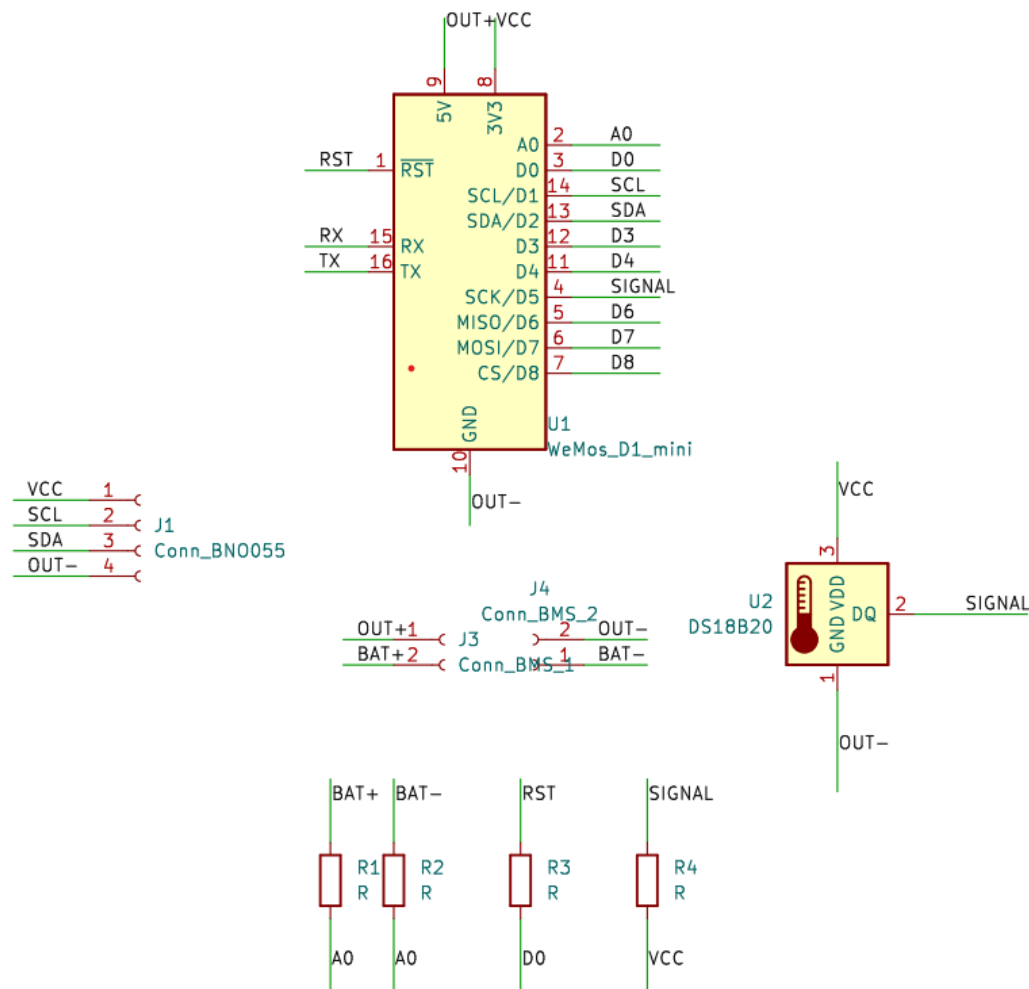 OUT+ VCC
9 8
5V 3V3
A0 2 A0
D0 3 D0
RST 1 RST
SCL/D1 14 SCL
SDA/D2 13 SDA
RX 15 RX
D3 12 D3
TX 16 TX
D4 11 D4
SCK/D5 4 SIGNAL
MISO/D6 5 D6
MOSI/D7 6 D7
CS/D8 7 D8
GND
10
U1
WeMos_D1_mini
OUT-
VCC 1
SCL 2
SDA 3
OUT- 4
J1
Conn_BNO055
VCC
3
U2
DS18B20
VDD
GND
DQ 2 SIGNAL
1
OUT-
J4
Conn_BMS_2
OUT+ 1
BAT+ 2
J3
Conn_BMS_1
2 OUT-
1 BAT-
BAT+ BAT- RST SIGNAL
R1 R2 R3 R4
R R R R
A0 A0 D0 VCC